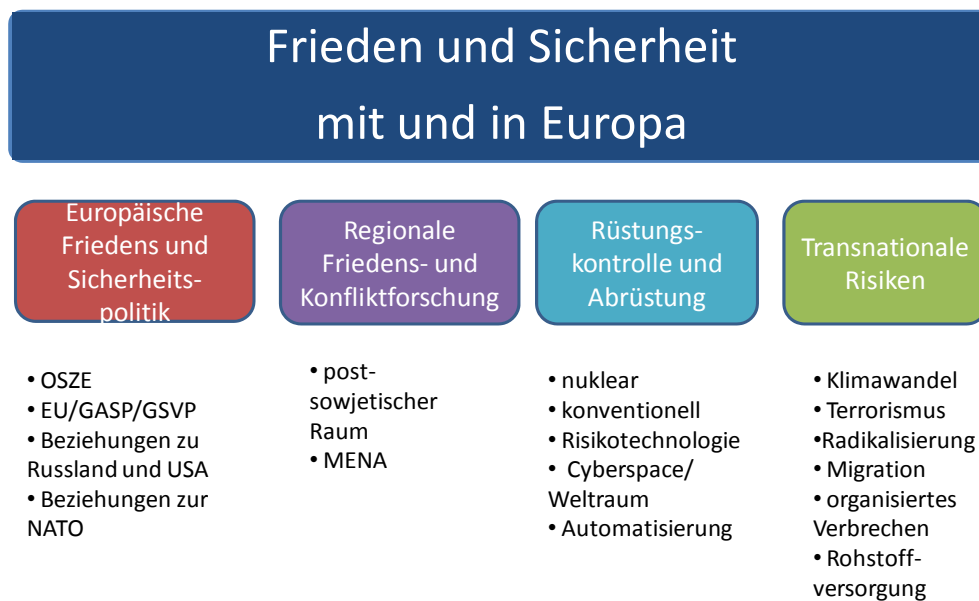 Frieden und Sicherheit
mit und in Europa
Europäische
Friedens und
Sicherheits-
politik
Regionale
Friedens- und
Konfliktforschung
Rüstungs-
kontrolle und
Abrüstung
Transnationale
Risiken
• OSZE
• EU/GASP/GSVP
• Beziehungen zu
Russland und USA
• Beziehungen zur
NATO
• post-
sowjetischer
Raum
• MENA
• nuklear
• konventionell
• Risikotechnologie
• Cyberspace/
Weltraum
• Automatisierung
• Klimawandel
• Terrorismus
•Radikalisierung
• Migration
• organisiertes
Verbrechen
• Rohstoff-
versorgung